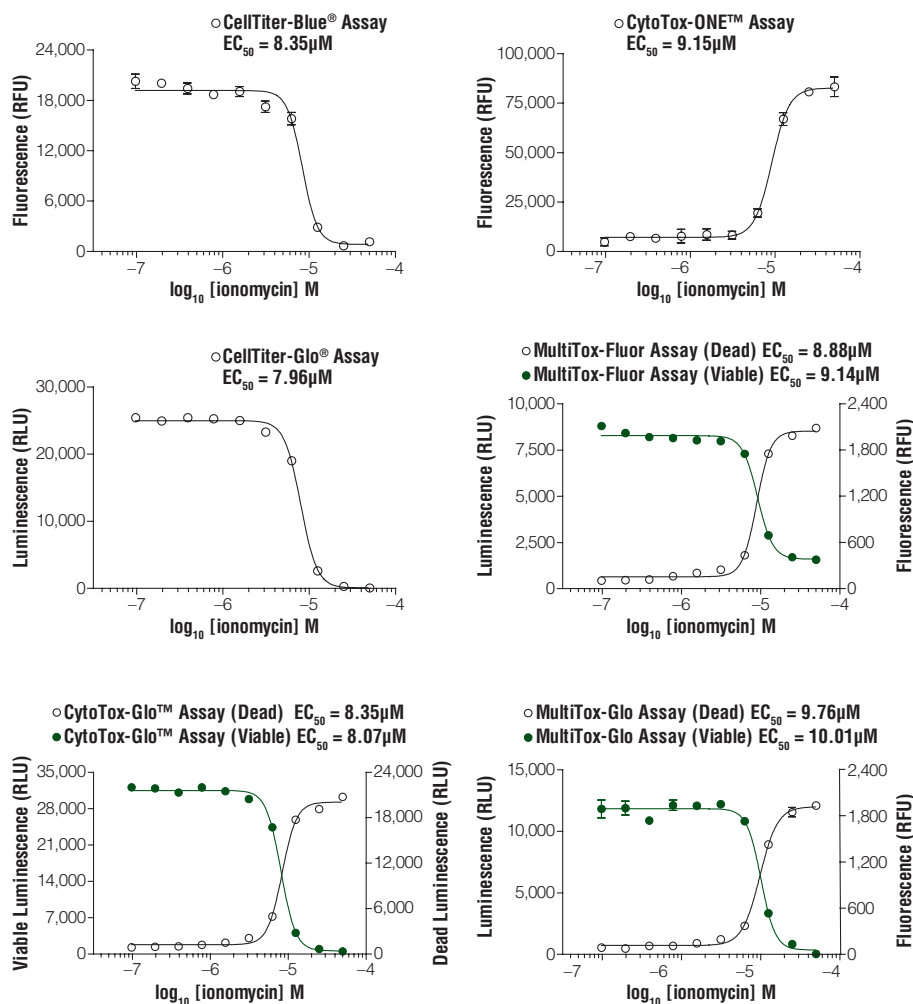 ○ CellTiter-Blue® Assay
EC50 = 8.35µM
24,000
18,000
12,000
6,000
0
Fluorescence (RFU)
–7
–6
–5
–4
log10 [ionomycin] M
○ CytoTox-ONE™ Assay
EC50 = 9.15µM
100,000
75,000
50,000
25,000
0
Fluorescence (RFU)
–7
–6
–5
–4
log10 [ionomycin] M
○ CellTiter-Glo® Assay
EC50 = 7.96µM
30,000
20,000
10,000
0
Luminescence (RLU)
–7
–6
–5
–4
log10 [ionomycin] M
○ MultiTox-Fluor Assay (Dead) EC50 = 8.88µM
● MultiTox-Fluor Assay (Viable) EC50 = 9.14µM
10,000
7,500
5,000
2,500
0
Luminescence (RLU)
2,400
1,800
1,200
600
0
Fluorescence (RFU)
–7
–6
–5
–4
log10 [ionomycin] M
○ CytoTox-Glo™ Assay (Dead) EC50 = 8.35µM
● CytoTox-Glo™ Assay (Viable) EC50 = 8.07µM
35,000
28,000
21,000
14,000
7,000
0
Viable Luminescence (RLU)
24,000
18,000
12,000
6,000
0
Dead Luminescence (RLU)
–7
–6
–5
–4
log10 [ionomycin] M
○ MultiTox-Glo Assay (Dead) EC50 = 9.76µM
● MultiTox-Glo Assay (Viable) EC50 = 10.01µM
15,000
12,500
10,000
7,500
5,000
2,500
0
Luminescence (RLU)
2,400
1,800
1,200
600
0
Fluorescence (RFU)
–7
-6
–5
–4
log10 [ionomycin] M